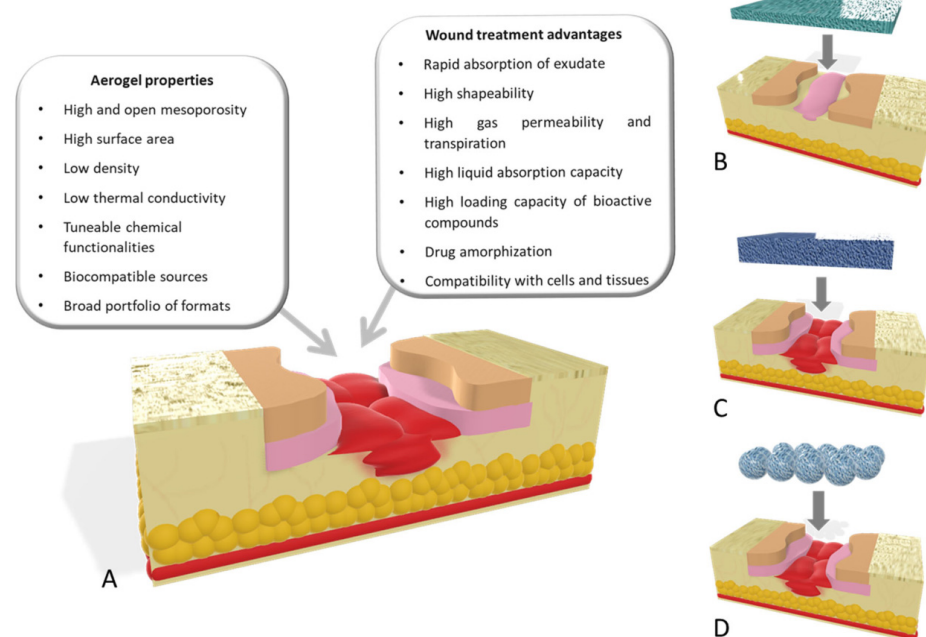 Aerogel properties
• High and open mesoporosity
• High surface area
• Low density
• Low thermal conductivity
• Tuneable chemical
functionalities
• Biocompatible sources
• Broad portfolio of formats
Wound treatment advantages
• Rapid absorption of exudate
• High shapeability
• High gas permeability and
transpiration
• High liquid absorption capacity
• High loading capacity of bioactive
compounds
• Drug amorphization
• Compatibility with cells and tissues
A
B
C
D